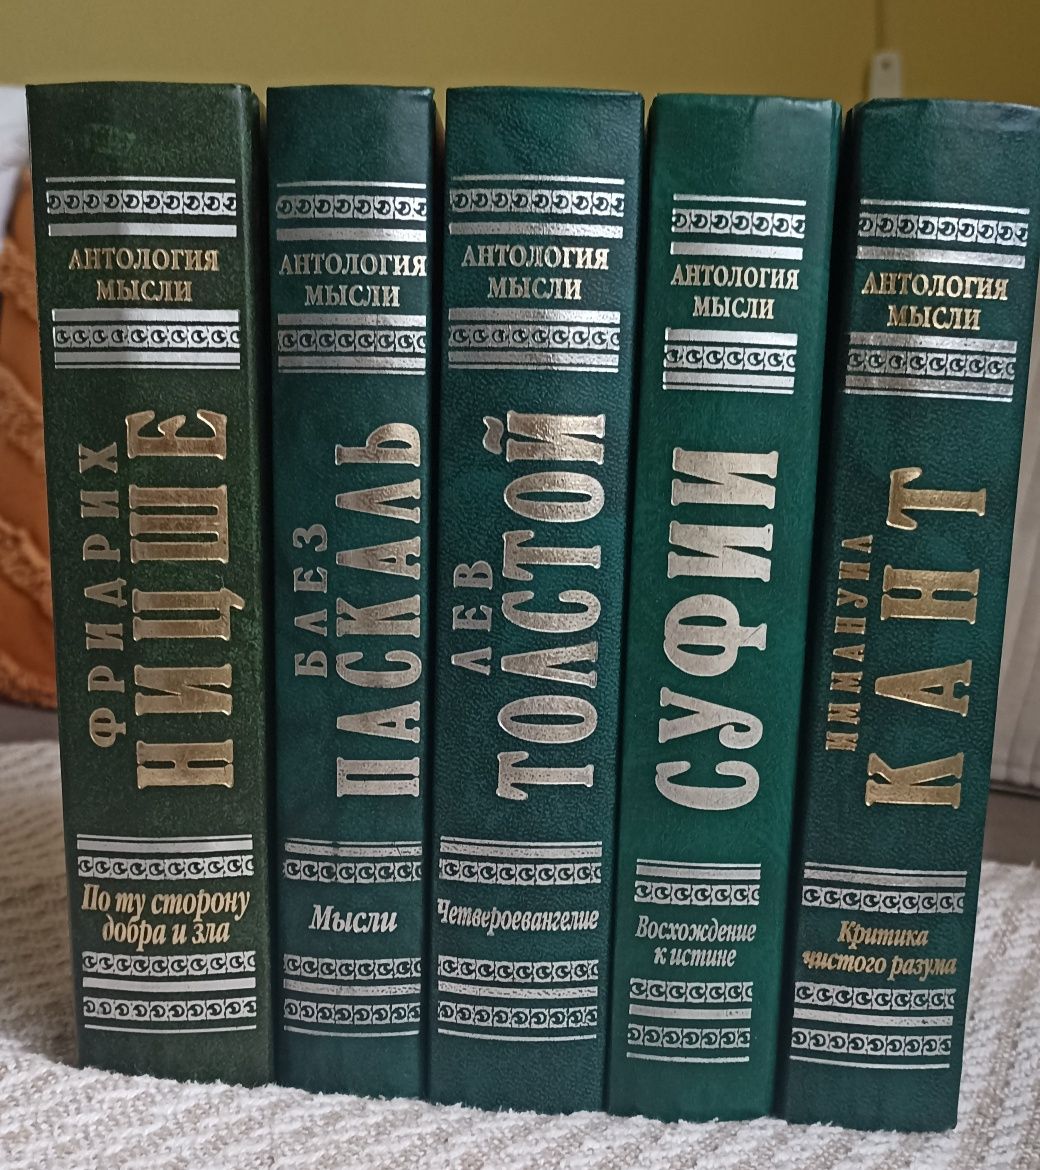 АНТОЛОГИЯ
МЫСЛИ
ФРИДРИХ
НИЦШЕ
По ту сторону
добра и зла
АНТОЛОГИЯ
МЫСЛИ
БЛЕЗ
ПАСКАЛЬ
Мысли
АНТОЛОГИЯ
МЫСЛИ
ЛЕВ
ТОЛСТОЙ
Четвероевангелие
АНТОЛОГИЯ
МЫСЛИ
СУФИИ
Восхождение
к истине
АНТОЛОГИЯ
МЫСЛИ
ИММАНУИЛ
КАНТ
Критика
чистого разума